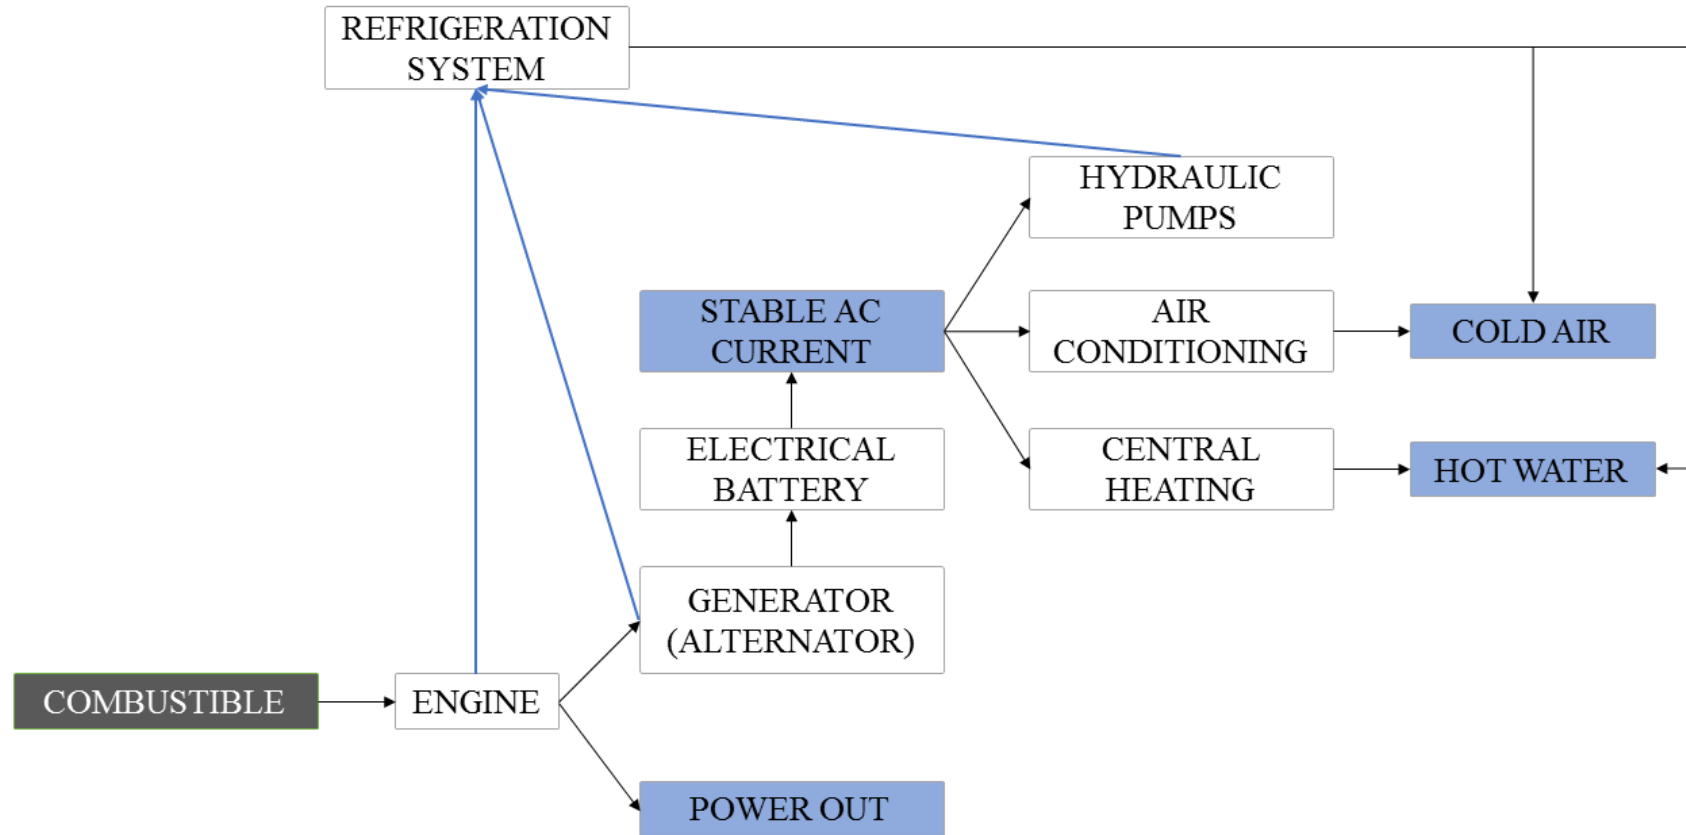 REFRIGERATION
SYSTEM
HYDRAULIC
PUMPS
STABLE AC
CURRENT
AIR
CONDITIONING
COLD AIR
ELECTRICAL
BATTERY
CENTRAL
HEATING
HOT WATER
GENERATOR
(ALTERNATOR)
COMBUSTIBLE
ENGINE
POWER OUT